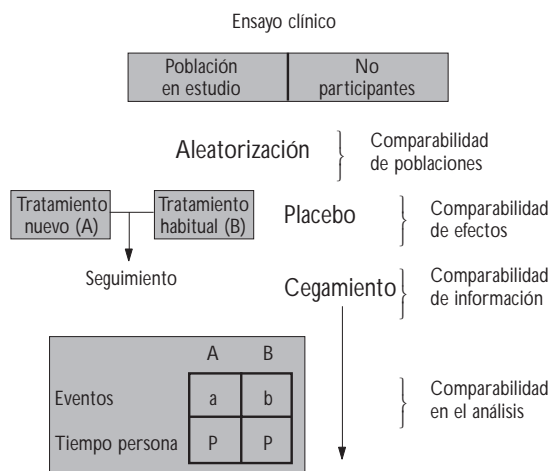 Ensayo clínico
Población
en estudio
No
participantes
Aleatorización
Comparabilidad
de poblaciones
Tratamiento
nuevo (A)
Tratamiento
habitual (B)
Placebo
Comparabilidad
de efectos
Seguimiento
Cegamiento
Comparabilidad
de información
A B
Eventos a b
Tiempo persona P P
Comparabilidad
en el análisis